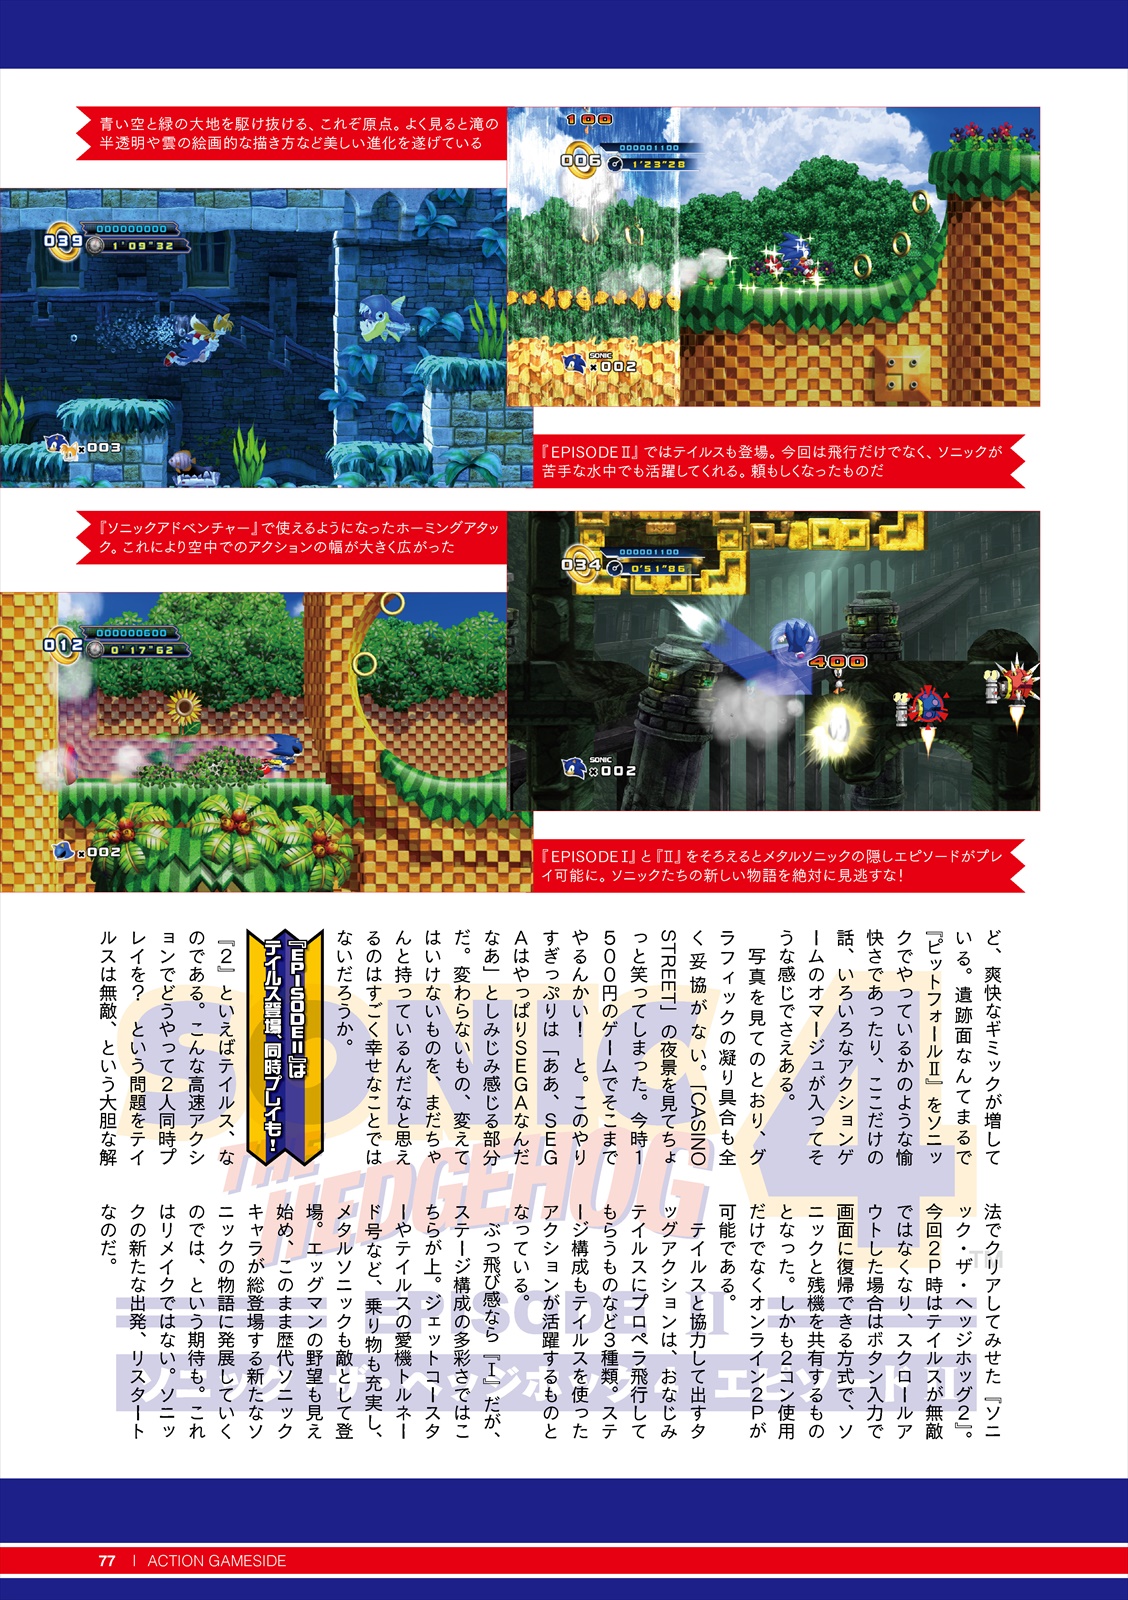 青い空と緑の大地を駆け抜ける、これぞ原点。よく見ると滝の
半透明や雲の絵画的な描き方など美しい進化を遂げている
100
006
000001100
1'23"28
SONIC
×002
039
00000000
1'09"32
×003
『EPISODEⅡ』ではテイルスも登場。今回は飛行だけでなく、ソニックが
苦手な水中でも活躍してくれる。頼もしくなったものだ
『ソニックアドベンチャー』で使えるようになったホーミングアタッ
ク。これにより空中でのアクションの幅が大きく広がった
034
000001100
0'51"86
400
SONIC
×002
012
000000600
0'17"62
×002
『EPISODEⅠ』と『Ⅱ』をそろえるとメタルソニックの隠しエピソードがプレ
イ可能に。ソニックたちの新しい物語を絶対に見逃すな！
ど、爽快なギミックが増して
いる。遺跡面なんてまるで
『ピットフォールⅡ』をソニッ
クでやっているかのような愉
快さであったり、ここだけの
話、いろいろなアクションゲ
ームのオマージュが入ってそ
うな感じでさえある。
写真を見てのとおり、グ
ラフィックの凝り具合も全
く妥協がない。「CASINO
STREET」の夜景を見てちょ
っと笑ってしまった。今時1
500円のゲームでそこまで
やるんかい！　と。このやり
すぎっぷりは「ああ、SEG
AはやっぱりSEGAなんだ
なあ」としみじみ感じる部分
だ。変わらないもの、変えて
はいけないものを、まだちゃ
んと持っているんだなと思え
るのはすごく幸せなことでは
ないだろうか。
『EPISODEⅡ』は
テイルス登場、同時プレイも！
『2』といえばテイルス、な
のである。こんな高速アクシ
ョンでどうやって2人同時プ
レイを？　という問題をテイ
ルスは無敵、という大胆な解
法でクリアしてみせた『ソニ
ック・ザ・ヘッジホッグ2』。
今回2P時はテイルスが無敵
ではなくなり、スクロールア
ウトした場合はボタン入力で
画面に復帰できる方式で、ソ
ニックと残機を共有するもの
となった。しかも2コン使用
だけでなくオンライン2Pが
可能である。
テイルスと協力して出すタ
ッグアクションは、おなじみ
テイルスにプロペラ飛行して
もらうものなど3種類。ステ
ージ構成もテイルスを使った
アクションが活躍するものと
なっている。
ぶっ飛び感なら『Ⅰ』だが、
ステージ構成の多彩さではこ
ちらが上。ジェットコースタ
ーやテイルスの愛機トルネー
ド号など、乗り物も充実し、
メタルソニックも敵として登
場。エッグマンの野望も見え
始め、このまま歴代ソニック
キャラが総登場する新たなソ
ニックの物語に発展していく
のでは、という期待も。これ
はリメイクではない。ソニッ
クの新たな出発、リスタート
なのだ。
SONIC 4
THE HEDGEHOG
TM
EPISODE Ⅱ
ソニック・ザ・ヘッジホッグ4 エピソードⅡ
77 | ACTION GAMESIDE